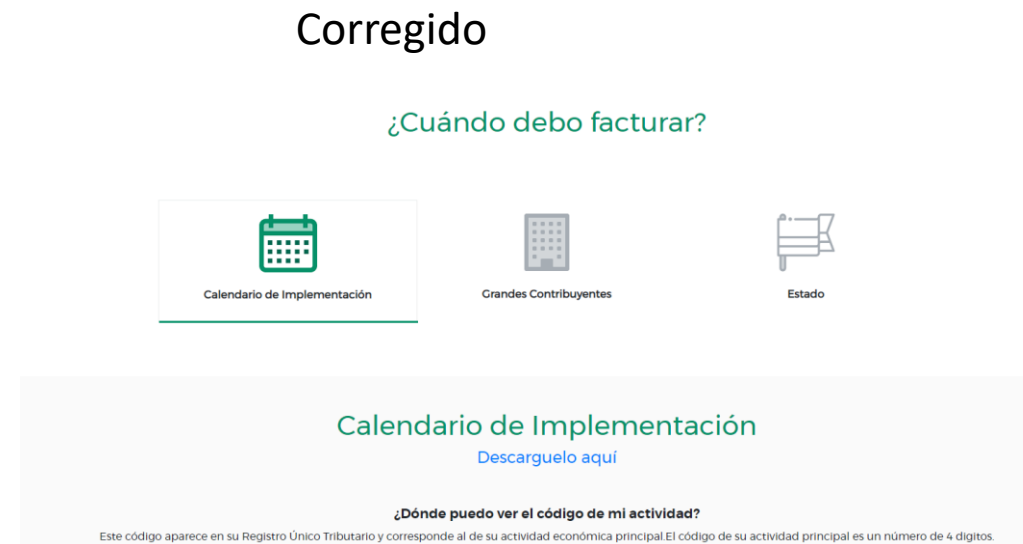 Corregido
¿Cuándo debo facturar?
Calendario de Implementación
Grandes Contribuyentes
Estado
Calendario de Implementación
Descarguelo aquí
¿Dónde puedo ver el código de mi actividad?
Este código aparece en su Registro Único Tributario y corresponde al de su actividad económica principal.El código de su actividad principal es un número de 4 digitos.